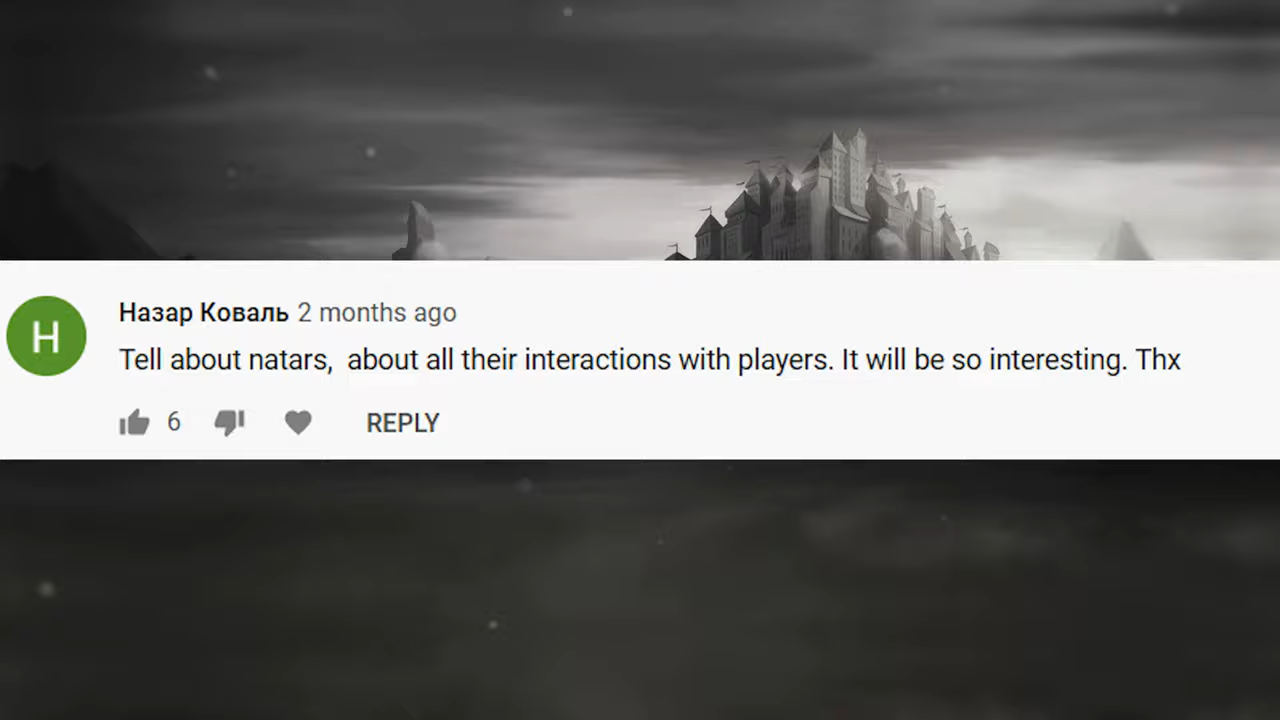 Назар Коваль 2 months ago
H
Tell about natars,  about all their interactions with players. It will be so interesting. Thx
6 REPLY